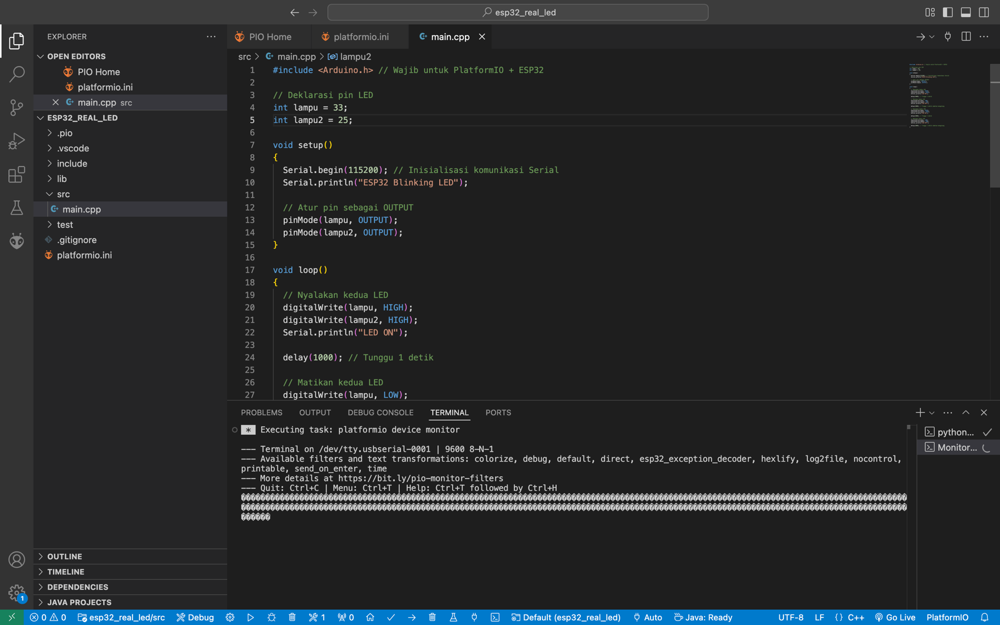 esp32_real_led
EXPLORER
OPEN EDITORS
PIO Home
platformio.ini
main.cpp src
ESP32_REAL_LED
.pio
.vscode
include
lib
src
main.cpp
test
.gitignore
platformio.ini
OUTLINE
TIMELINE
DEPENDENCIES
JAVA PROJECTS
PIO Home
platformio.ini
main.cpp
src > main.cpp > lampu2
1 #include <Arduino.h> // Wajib untuk PlatformIO + ESP32
2
3 // Deklarasi pin LED
4 int lampu = 33;
5 int lampu2 = 25;
6
7 void setup()
8 {
9 Serial.begin(115200); // Inisialisasi komunikasi Serial
10 Serial.println("ESP32 Blinking LED");
11
12 // Atur pin sebagai OUTPUT
13 pinMode(lampu, OUTPUT);
14 pinMode(lampu2, OUTPUT);
15 }
16
17 void loop()
18 {
19 // Nyalakan kedua LED
20 digitalWrite(lampu, HIGH);
21 digitalWrite(lampu2, HIGH);
22 Serial.println("LED ON");
23
24 delay(1000); // Tunggu 1 detik
25
26 // Matikan kedua LED
27 digitalWrite(lampu, LOW);
PROBLEMS OUTPUT DEBUG CONSOLE TERMINAL PORTS
* Executing task: platformio device monitor
--- Terminal on /dev/tty.usbserial-0001 | 9600 8-N-1
--- Available filters and text transformations: colorize, debug, default, direct, esp32_exception_decoder, hexlify, log2file, nocontrol,
printable, send_on_enter, time
--- More details at https://bit.ly/pio-monitor-filters
--- Quit: Ctrl+C | Menu: Ctrl+T | Help: Ctrl+T followed by Ctrl+H
python...
Monitor...
1
0 0 esp32_real_led/src Debug 1 0 Default (esp32_real_led) Auto Java: Ready UTF-8 LF {} C++ Go Live PlatformIO